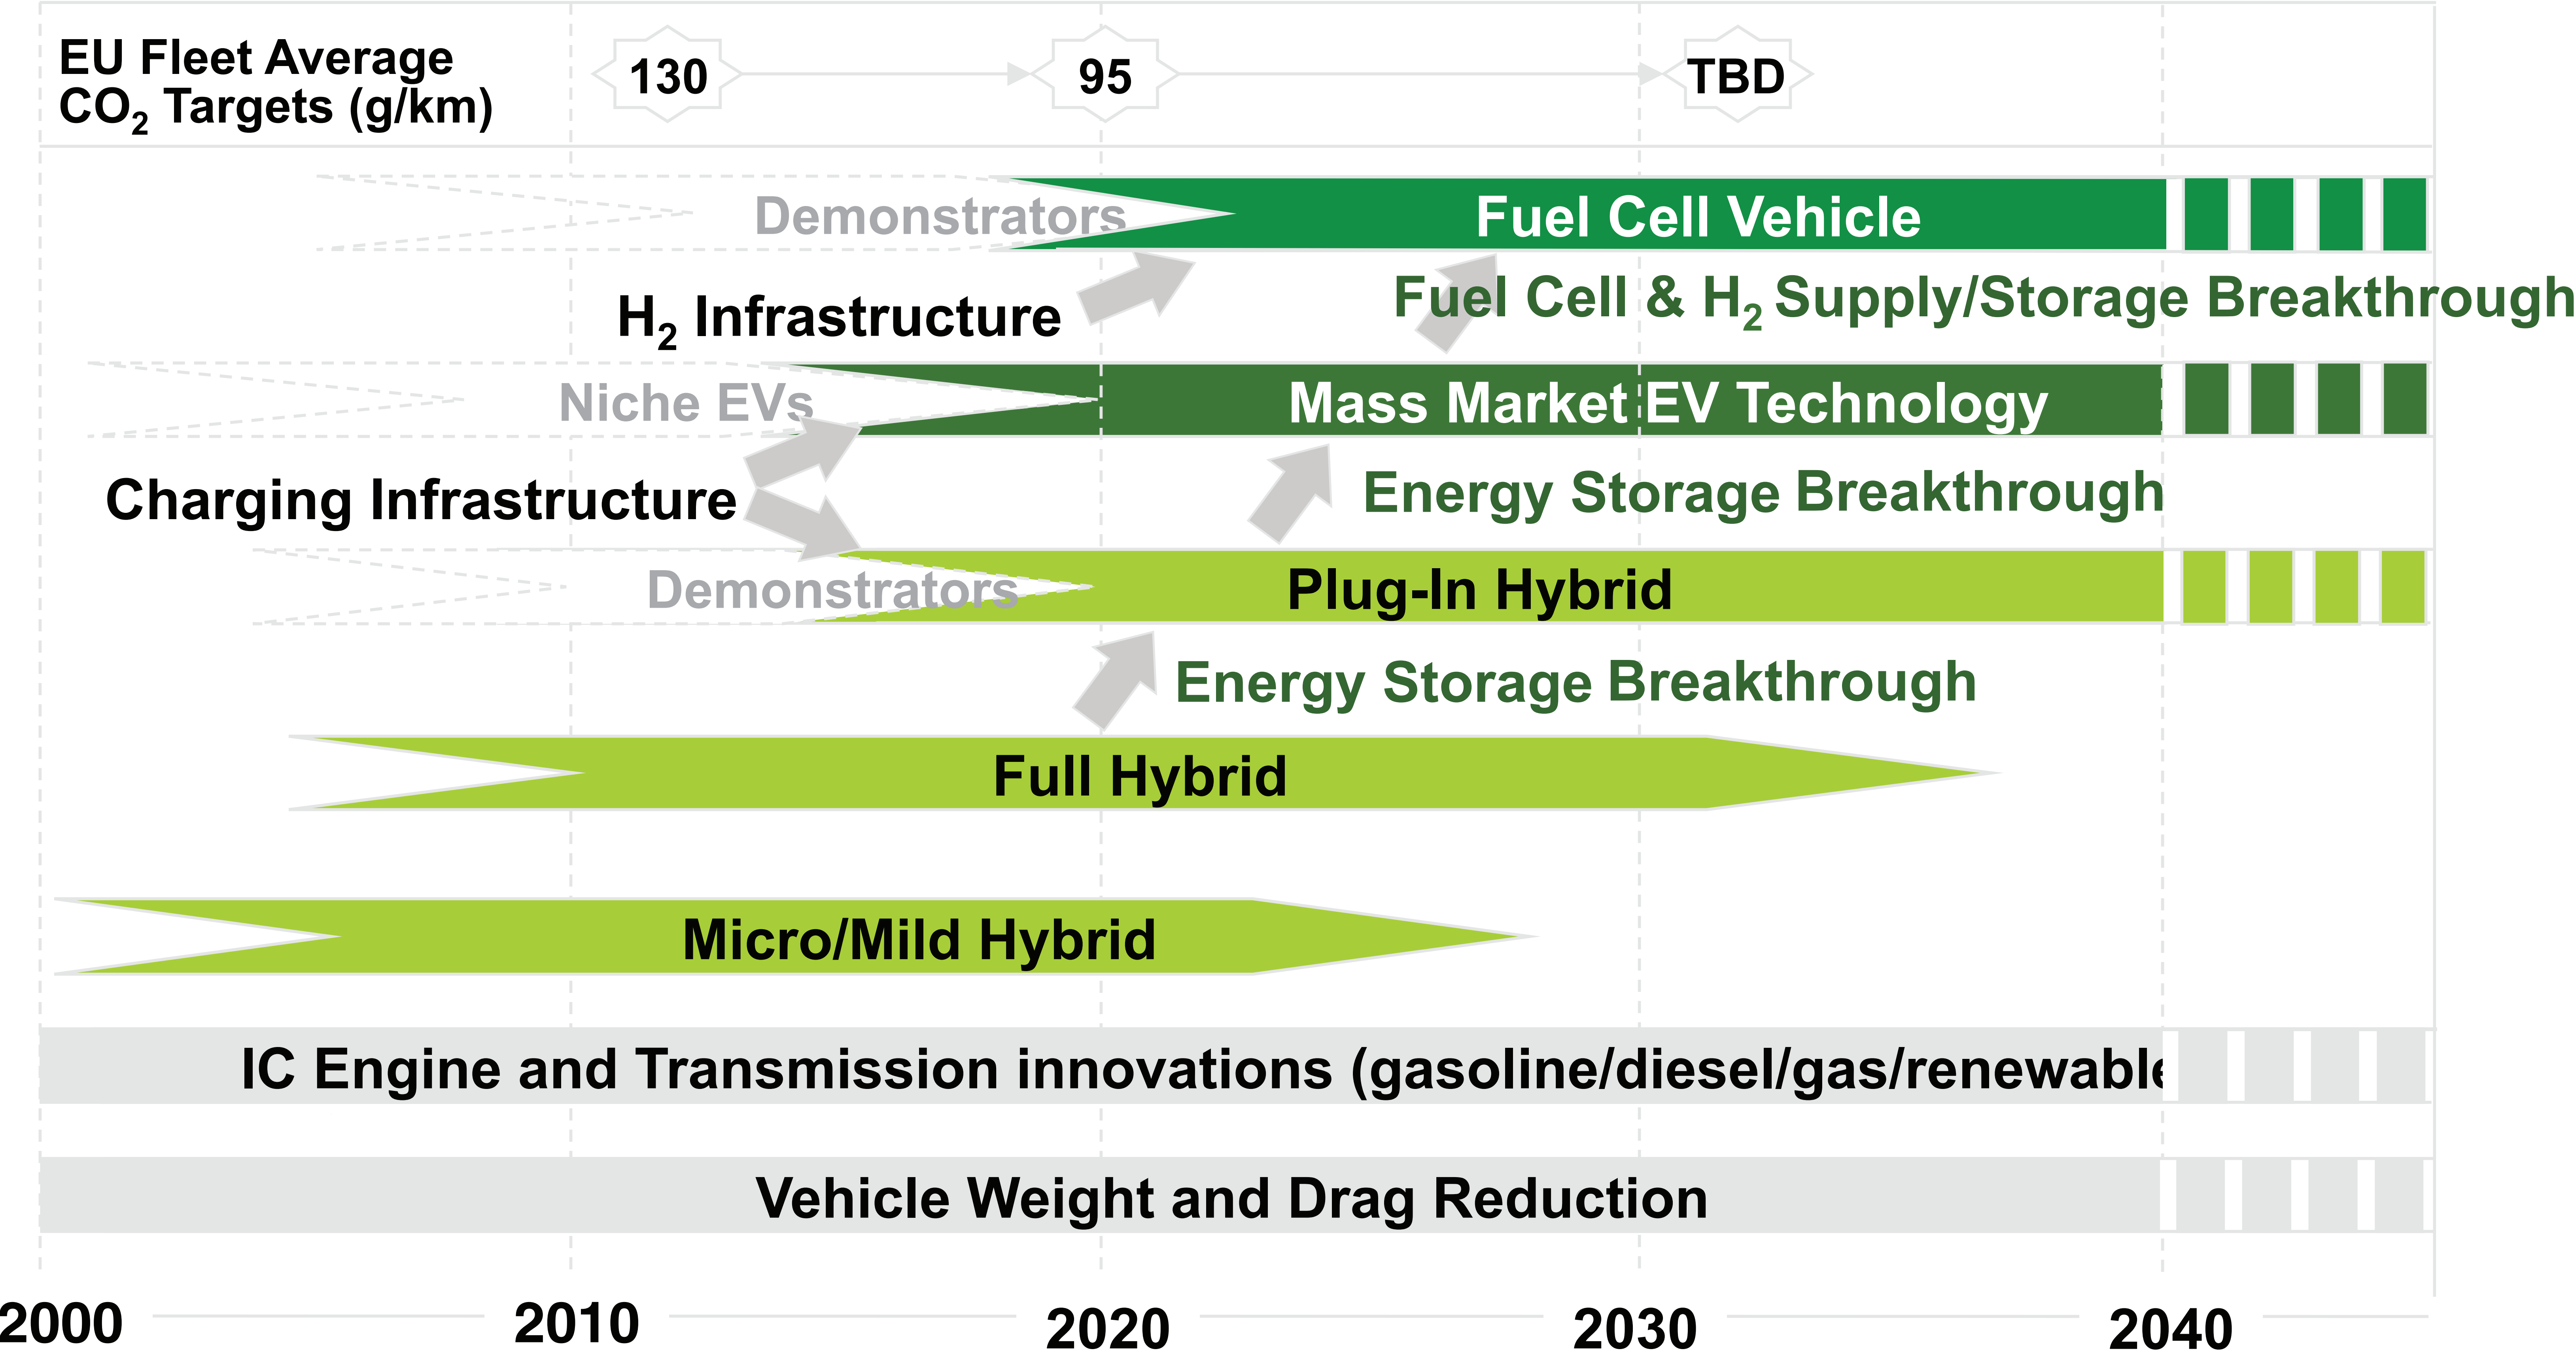 EU Fleet Average
CO₂ Targets (g/km)
130
95
TBD
Demonstrators
Fuel Cell Vehicle
H₂ Infrastructure
Fuel Cell & H₂ Supply/Storage Breakthrough
Niche EVs
Mass Market EV Technology
Charging Infrastructure
Energy Storage Breakthrough
Demonstrators
Plug-In Hybrid
Energy Storage Breakthrough
Full Hybrid
Micro/Mild Hybrid
IC Engine and Transmission innovations (gasoline/diesel/gas/renewable
Vehicle Weight and Drag Reduction
2000
2010
2020
2030
2040